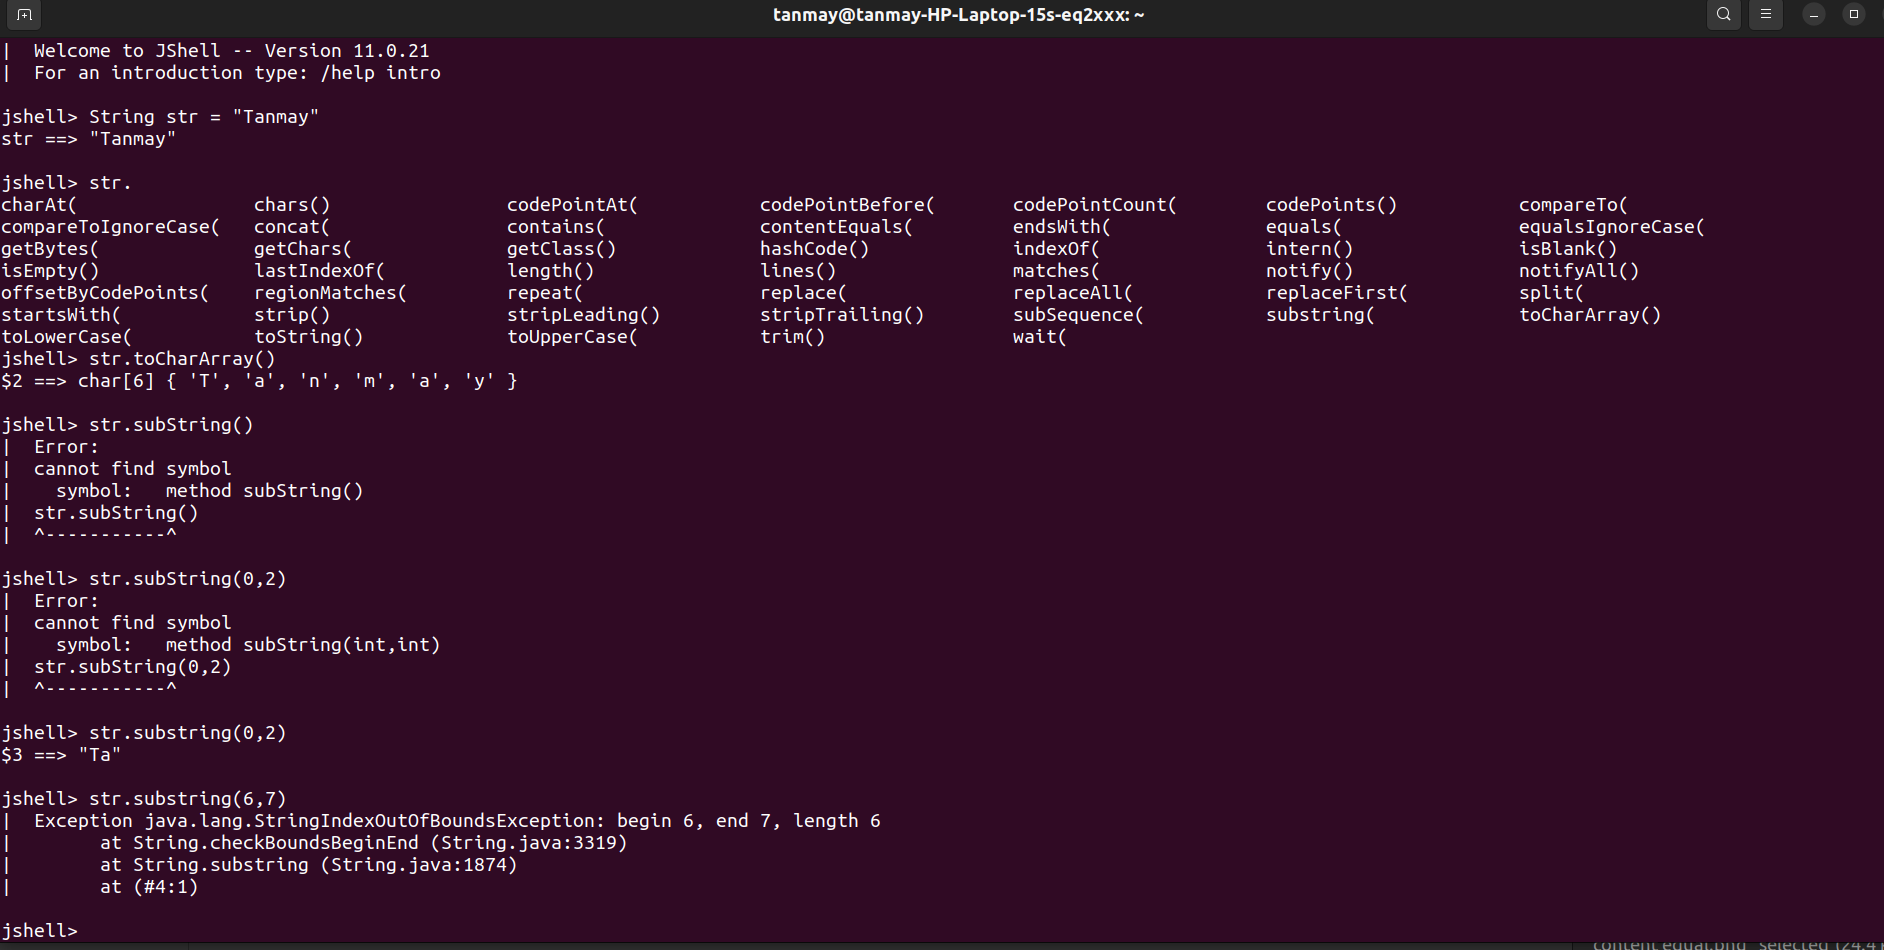 tanmay@tanmay-HP-Laptop-15s-eq2xxx: ~
|  Welcome to JShell -- Version 11.0.21
|  For an introduction type: /help intro
jshell> String str = "Tanmay"
str ==> "Tanmay"
jshell> str.
charAt(                chars()                codePointAt(           codePointBefore(       codePointCount(        codePoints()           compareTo(
compareToIgnoreCase(   concat(                contains(              contentEquals(         endsWith(              equals(                equalsIgnoreCase(
getBytes(              getChars(              getClass()             hashCode()             indexOf(               intern()               isBlank()
isEmpty()              lastIndexOf(           length()               lines()                matches(               notify()               notifyAll()
offsetByCodePoints(    regionMatches(         repeat(                replace(               replaceAll(            replaceFirst(          split(
startsWith(            strip()                stripLeading()         stripTrailing()        subSequence(           substring(             toCharArray()
toLowerCase(           toString()             toUpperCase(           trim()                 wait(
jshell> str.toCharArray()
$2 ==> char[6] { 'T', 'a', 'n', 'm', 'a', 'y' }
jshell> str.subString()
|  Error:
|  cannot find symbol
|    symbol:   method subString()
|  str.subString()
|  ^-----------^
jshell> str.subString(0,2)
|  Error:
|  cannot find symbol
|    symbol:   method subString(int,int)
|  str.subString(0,2)
|  ^-----------^
jshell> str.substring(0,2)
$3 ==> "Ta"
jshell> str.substring(6,7)
|  Exception java.lang.StringIndexOutOfBoundsException: begin 6, end 7, length 6
|        at String.checkBoundsBeginEnd (String.java:3319)
|        at String.substring (String.java:1874)
|        at (#4:1)
jshell>
content equal.png" selected (24.4